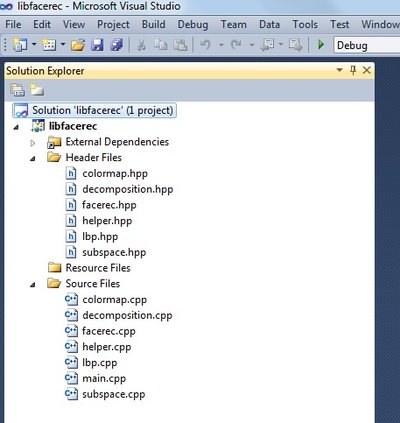 libfacerec - Microsoft Visual Studio
File Edit View Project Build Debug Team Data Tools Test Window
Debug
Solution Explorer
Solution 'libfacerec' (1 project)
libfacerec
External Dependencies
Header Files
colormap.hpp
decomposition.hpp
facerec.hpp
helper.hpp
lbp.hpp
subspace.hpp
Resource Files
Source Files
colormap.cpp
decomposition.cpp
facerec.cpp
helper.cpp
lbp.cpp
main.cpp
subspace.cpp